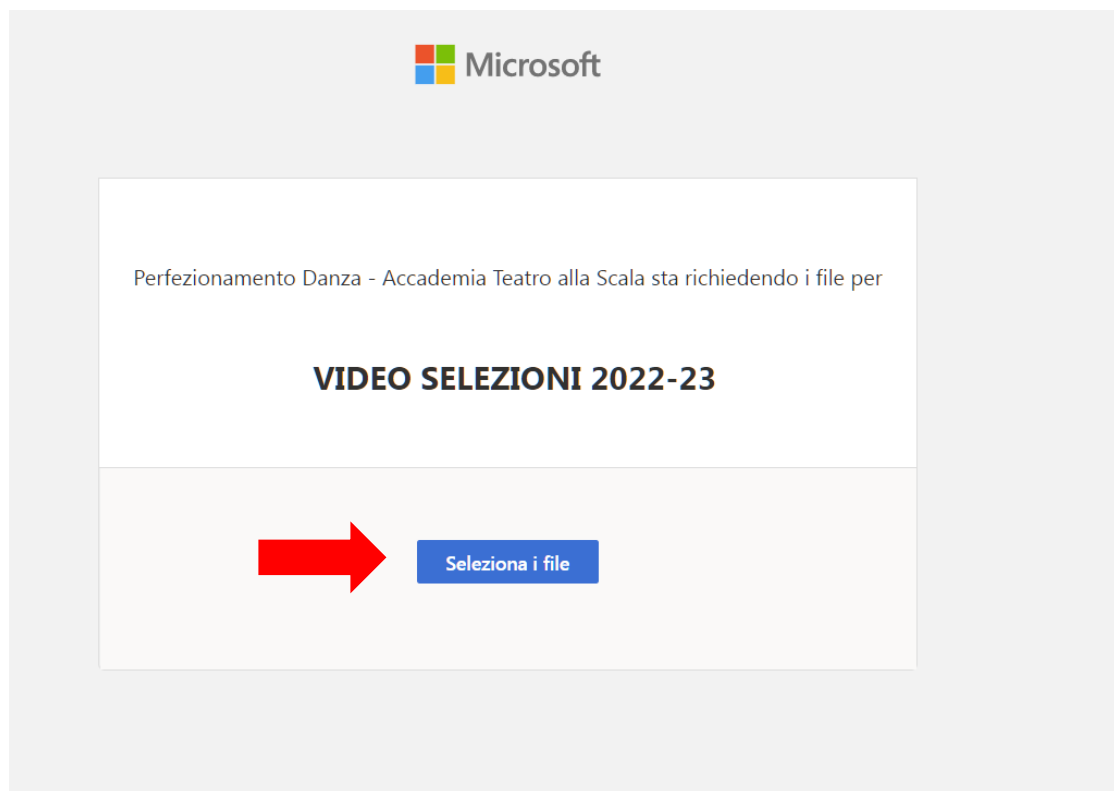 Microsoft
Perfezionamento Danza - Accademia Teatro alla Scala sta richiedendo i file per
VIDEO SELEZIONI 2022-23
Seleziona i file